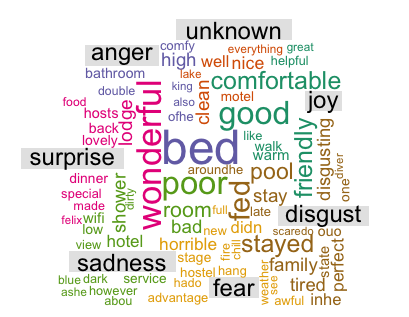 unknown
anger
comfy
everything
great
high
well
nice
helpful
bathroom
lake
comfortable
double
king
clean
motel
joy
food
also
good
hosts
lodge
wonderful
ofhe
back
like
lovely
bed
walk
friendly
disgusting
warm
surprise
aroundhe
pool
one
diver
dinner
poor
fed
stay
special
shower
dirty
made
room
full
late
disgust
felix
wifi
bad
new
didn
scaredg
ouo
low
view
hotel
horrible
fire
chill
stayed
state
perfecto
sadness
stage
family
weather
see
blue
dark
service
hostel
hang
fear
tired
ashe
however
hado
inhe
abou
advantage
awful